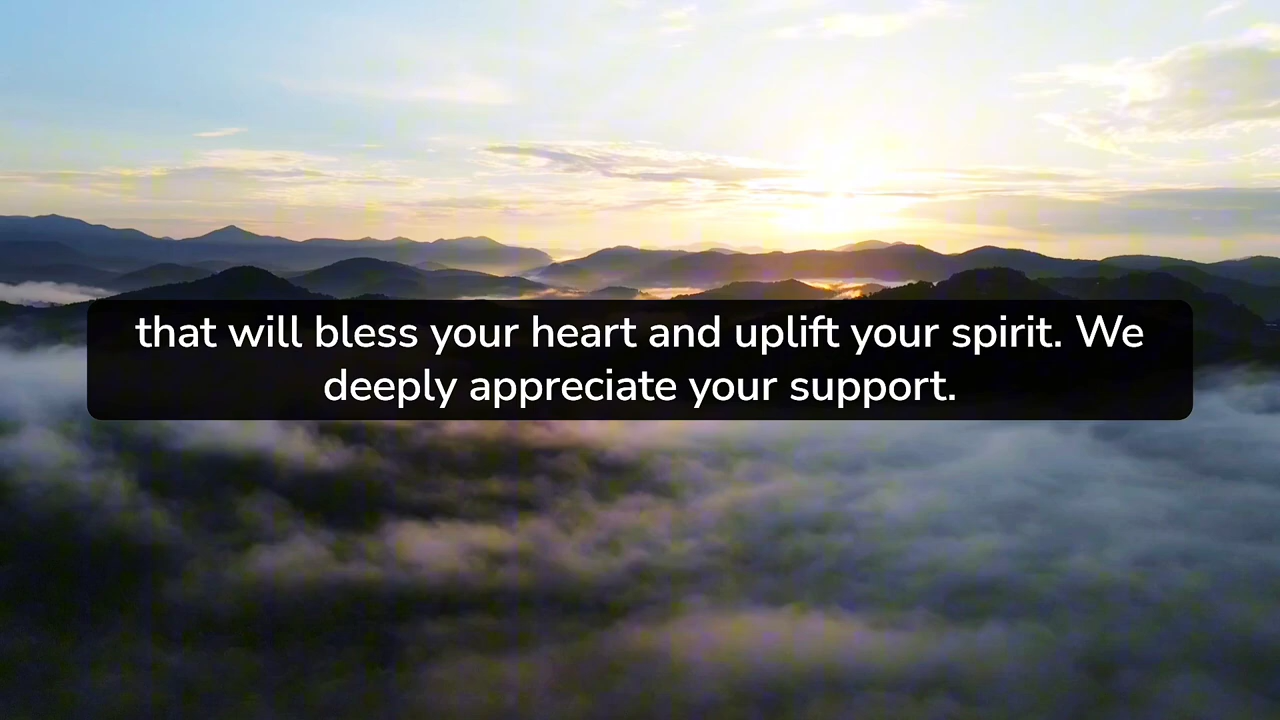 that will bless your heart and uplift your spirit. We
deeply appreciate your support.